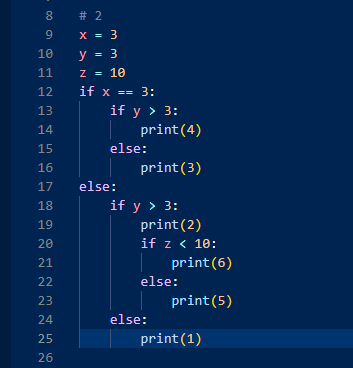 8 # 2
9 x = 3
10 y = 3
11 z = 10
12 if x == 3:
13     if y > 3:
14         print(4)
15     else:
16         print(3)
17 else:
18     if y > 3:
19         print(2)
20         if z < 10:
21             print(6)
22         else:
23             print(5)
24     else:
25         print(1)
26